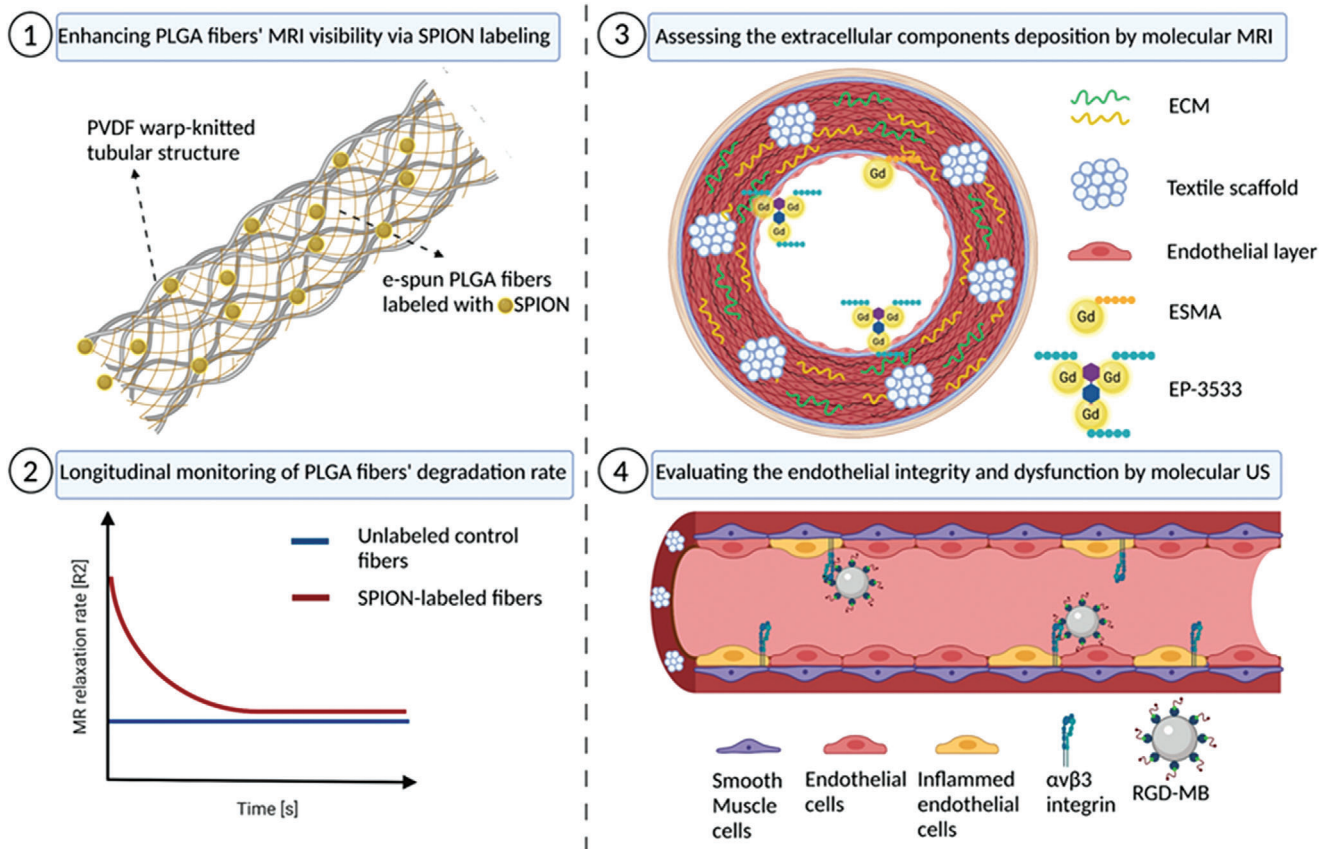 1
Enhancing PLGA fibers' MRI visibility via SPION labeling
PVDF warp-knitted
tubular structure
e-spun PLGA fibers
labeled with SPION
2
Longitudinal monitoring of PLGA fibers' degradation rate
MR relaxation rate [R2]
Unlabeled control
fibers
SPION-labeled fibers
Time [s]
3
Assessing the extracellular components deposition by molecular MRI
Gd
Gd
Gd
Gd
Gd
Gd
Gd
ECM
Textile scaffold
Endothelial layer
Gd
ESMA
Gd
Gd
Gd
EP-3533
4
Evaluating the endothelial integrity and dysfunction by molecular US
Smooth
Muscle
cells
Endothelial
cells
Inflammed
endothelial
cells
αvβ3
integrin
RGD-MB